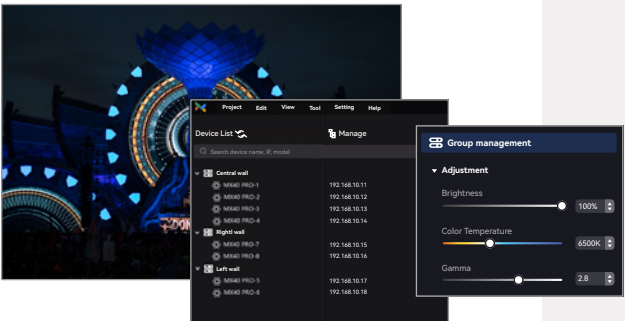 Project Edit View Tool Setting Help
Device List Manage
Search device name, IP, model
Central wall
MX40 PRO-1 192.168.10.11
MX40 PRO-2 192.168.10.12
MX40 PRO-3 192.168.10.13
MX40 PRO-4 192.168.10.14
Rightl wall
MX40 PRO-7 192.168.10.15
MX40 PRO-8 192.168.10.16
Left wall
MX40 PRO-5 192.168.10.17
MX40 PRO-6 192.168.10.18
Group management
Adjustment
Brightness
100%
Color Temperature
6500K
Gamma
2.8